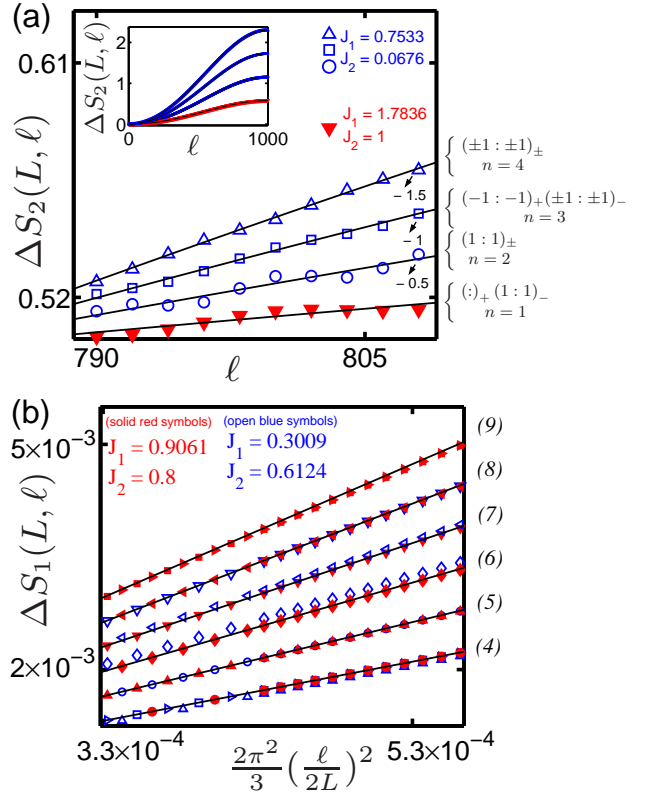 (a)
0.61
0.52
790
805
ℓ
ΔS₂(L, ℓ)
2
1
0
0
1000
ℓ
ΔS₂(L, ℓ)
J₁ = 0.7533
J₂ = 0.0676
J₁ = 1.7836
J₂ = 1
− 1.5
− 1
− 0.5
(±1 : ±1)±
n = 4
(−1 : −1)₊(±1 : ±1)₋
n = 3
(1 : 1)±
n = 2
(:)₊ (1 : 1)₋
n = 1
(b)
(solid red symbols)
J₁ = 0.9061
J₂ = 0.8
(open blue symbols)
J₁ = 0.3009
J₂ = 0.6124
5×10⁻³
2×10⁻³
ΔS₁(L, ℓ)
(9)
(8)
(7)
(6)
(5)
(4)
3.3×10⁻⁴
5.3×10⁻⁴
2π²/3 (ℓ/2L)²